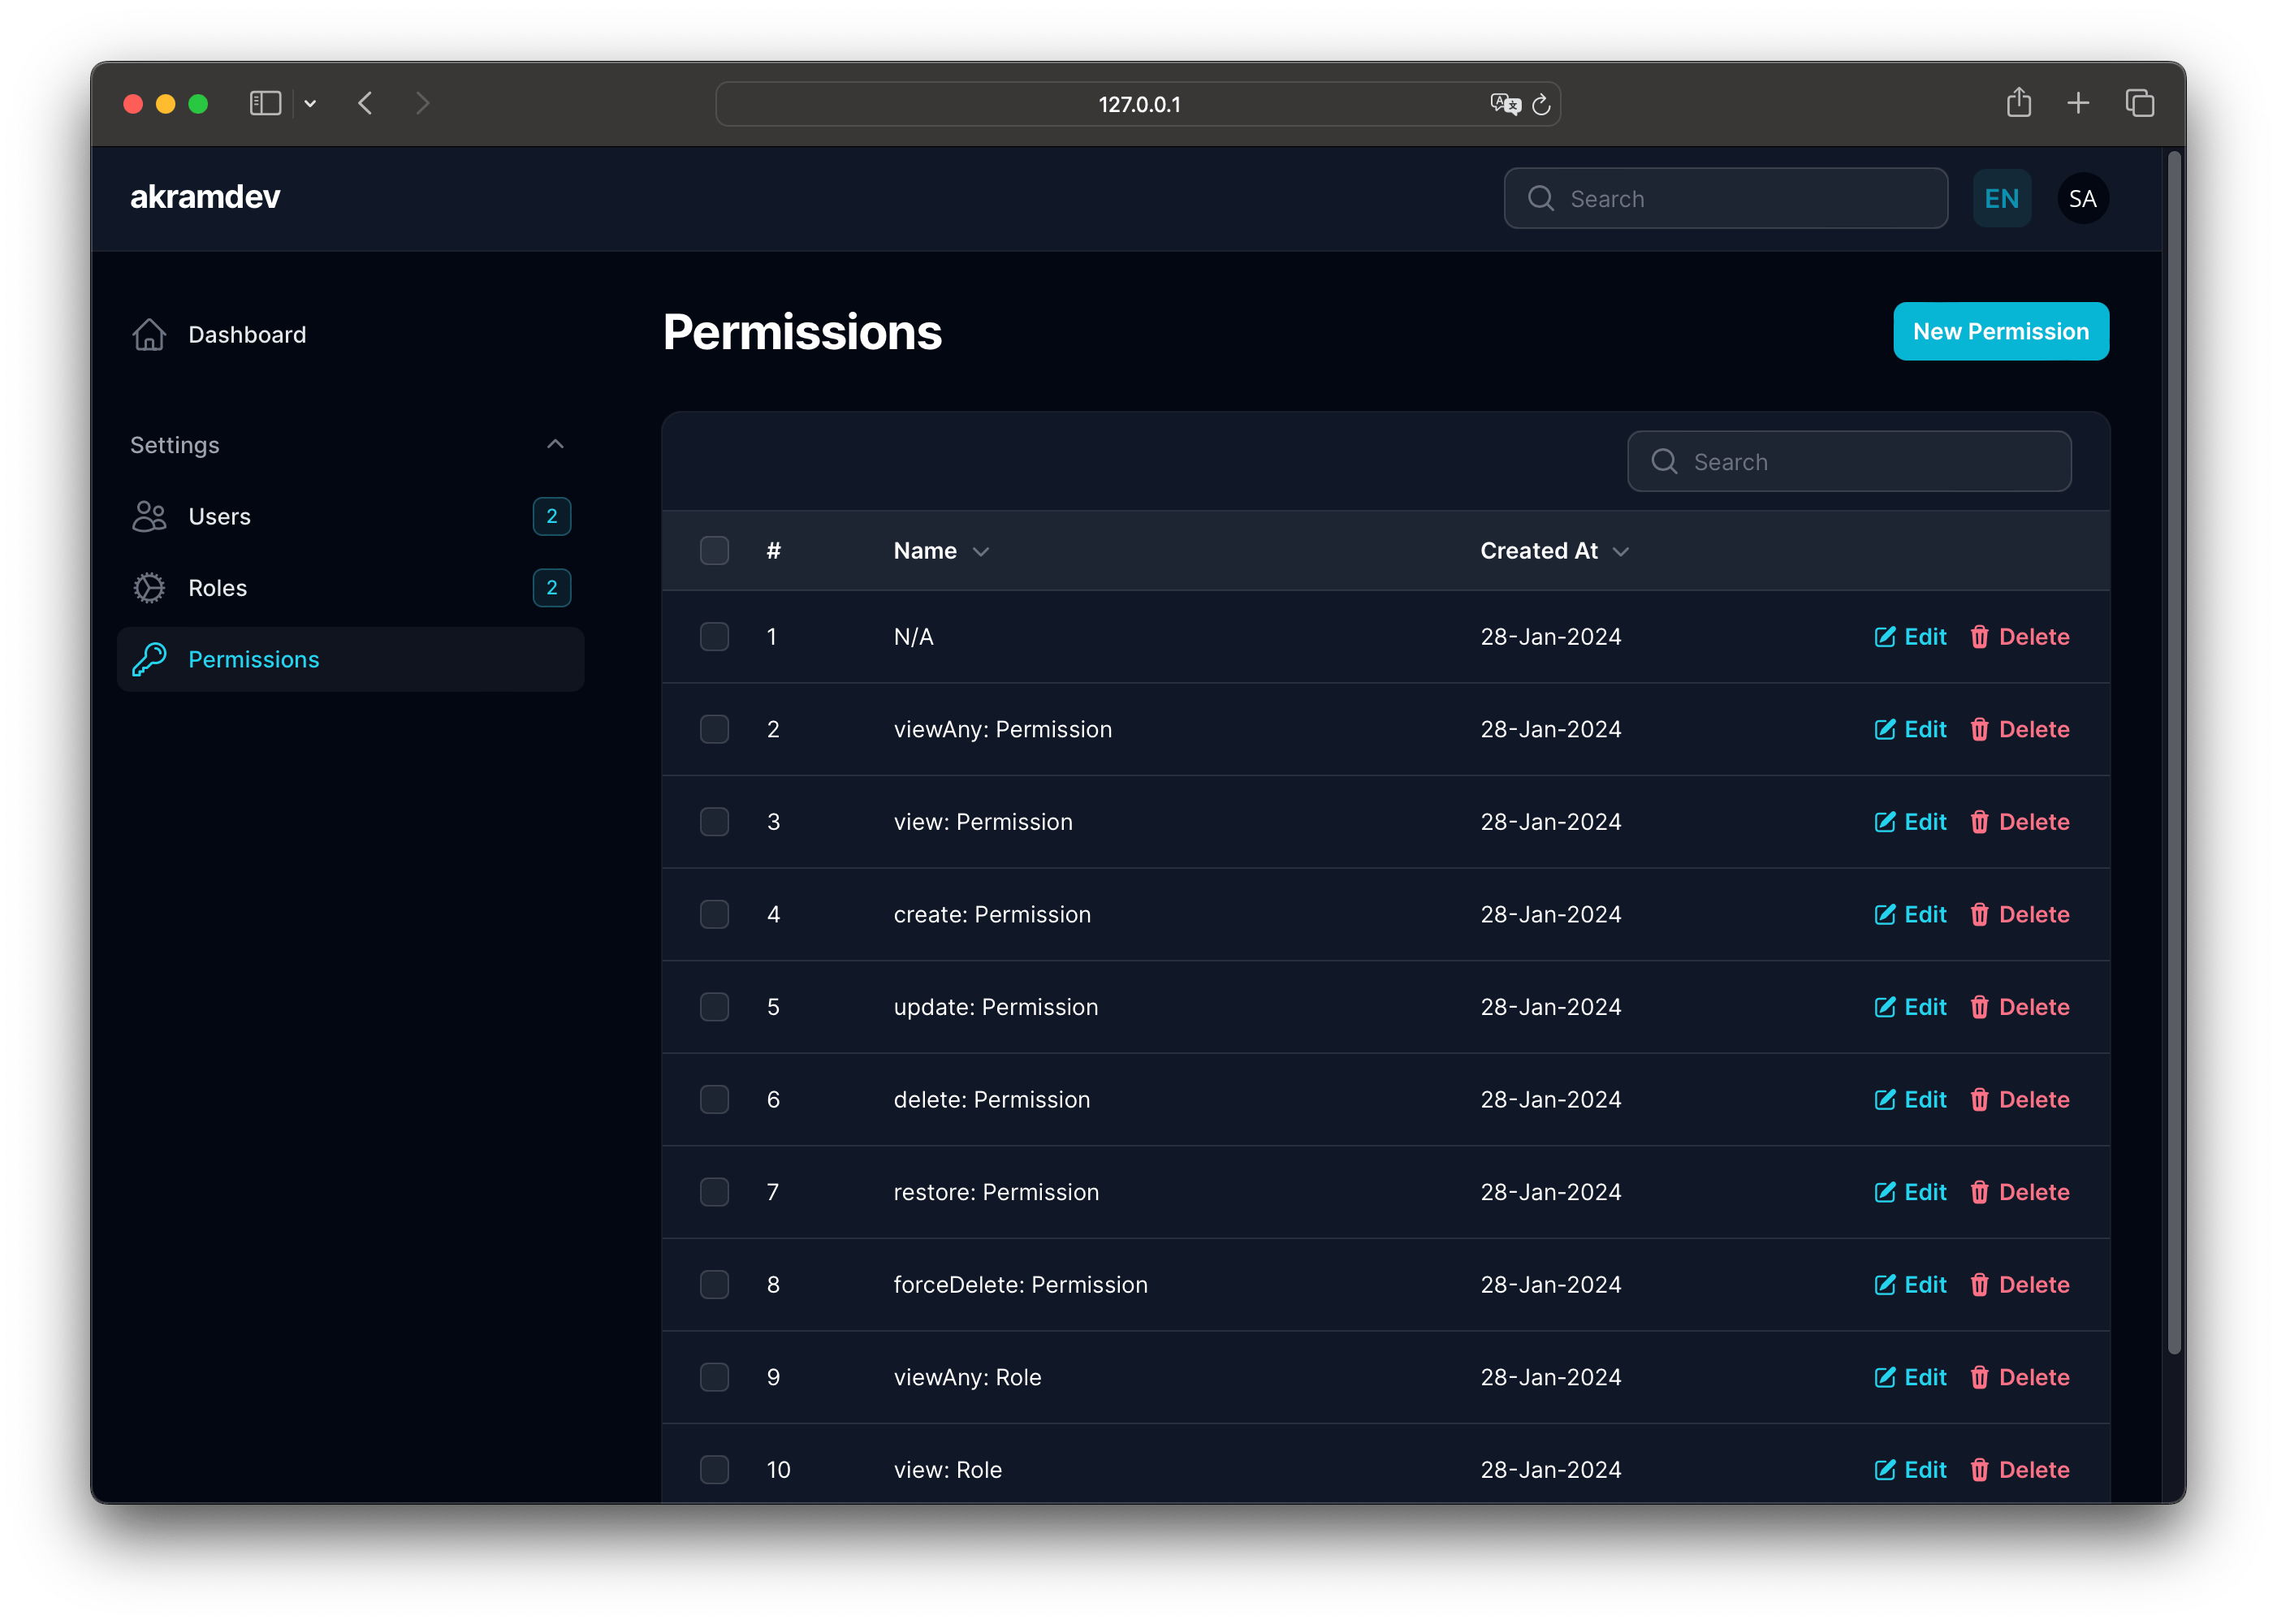 127.0.0.1
akramdev
Search
EN
SA
Dashboard
Settings
Users 2
Roles 2
Permissions
Permissions
New Permission
Search
# Name Created At
1 N/A 28-Jan-2024 Edit Delete
2 viewAny: Permission 28-Jan-2024 Edit Delete
3 view: Permission 28-Jan-2024 Edit Delete
4 create: Permission 28-Jan-2024 Edit Delete
5 update: Permission 28-Jan-2024 Edit Delete
6 delete: Permission 28-Jan-2024 Edit Delete
7 restore: Permission 28-Jan-2024 Edit Delete
8 forceDelete: Permission 28-Jan-2024 Edit Delete
9 viewAny: Role 28-Jan-2024 Edit Delete
10 view: Role 28-Jan-2024 Edit Delete